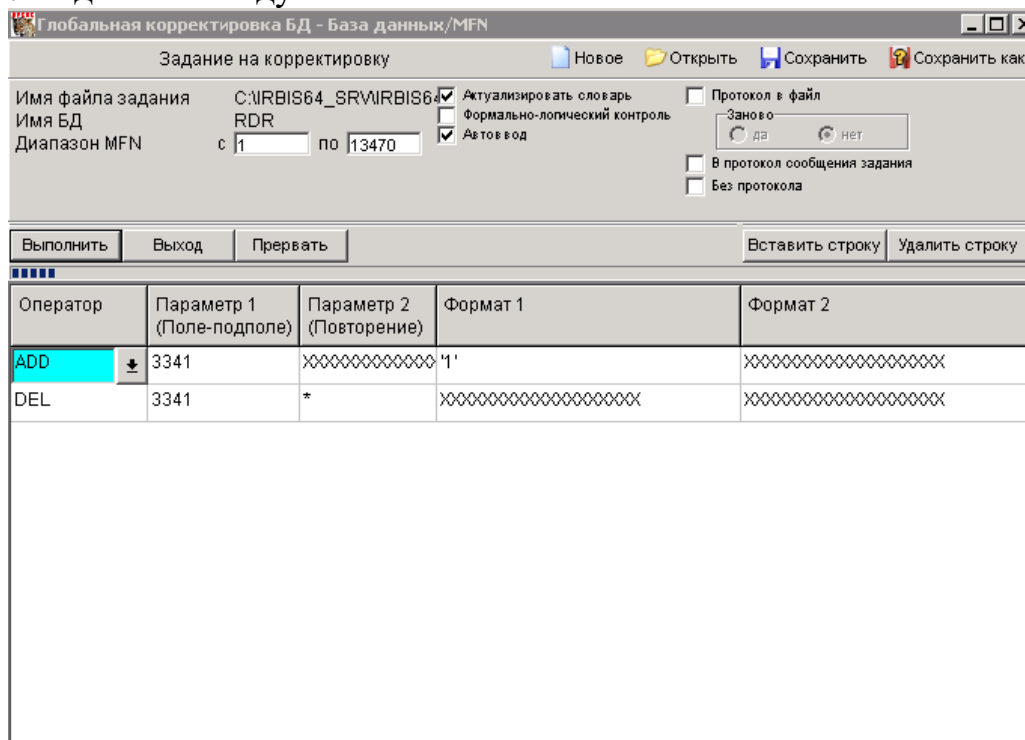 Глобальная корректировка БД - База данных/MFN
Задание на корректировку Новое Открыть Сохранить Сохранить как
Имя файла задания C:\IRBIS64_SRV\IRBIS64
Имя БД RDR
Диапазон MFN с 1 по 13470
Актуализировать словарь
Формально-логический контроль
Автоввод
Протокол в файл
Заново
да нет
В протокол сообщения задания
Без протокола
Выполнить Выход Прервать Вставить строку Удалить строку
Оператор Параметр 1 (Поле-подполе) Параметр 2 (Повторение) Формат 1 Формат 2
ADD 3341 XXXXXXXXXXXX '1' XXXXXXXXXXXXXXXXXX
DEL 3341 * XXXXXXXXXXXXXXXXXX XXXXXXXXXXXXXXXXXX